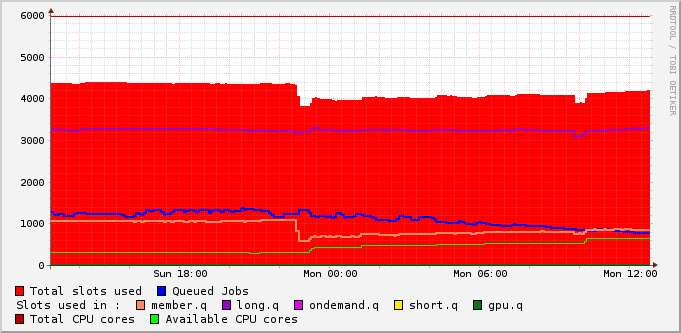 6000
5000
4000
3000
2000
1000
0
Sun 18:00 Mon 00:00 Mon 06:00 Mon 12:00
RRDTOOL / TOBI OETIKER
Total slots used Queued Jobs
Slots used in : member.q long.q ondemand.q short.q gpu.q
Total CPU cores Available CPU cores